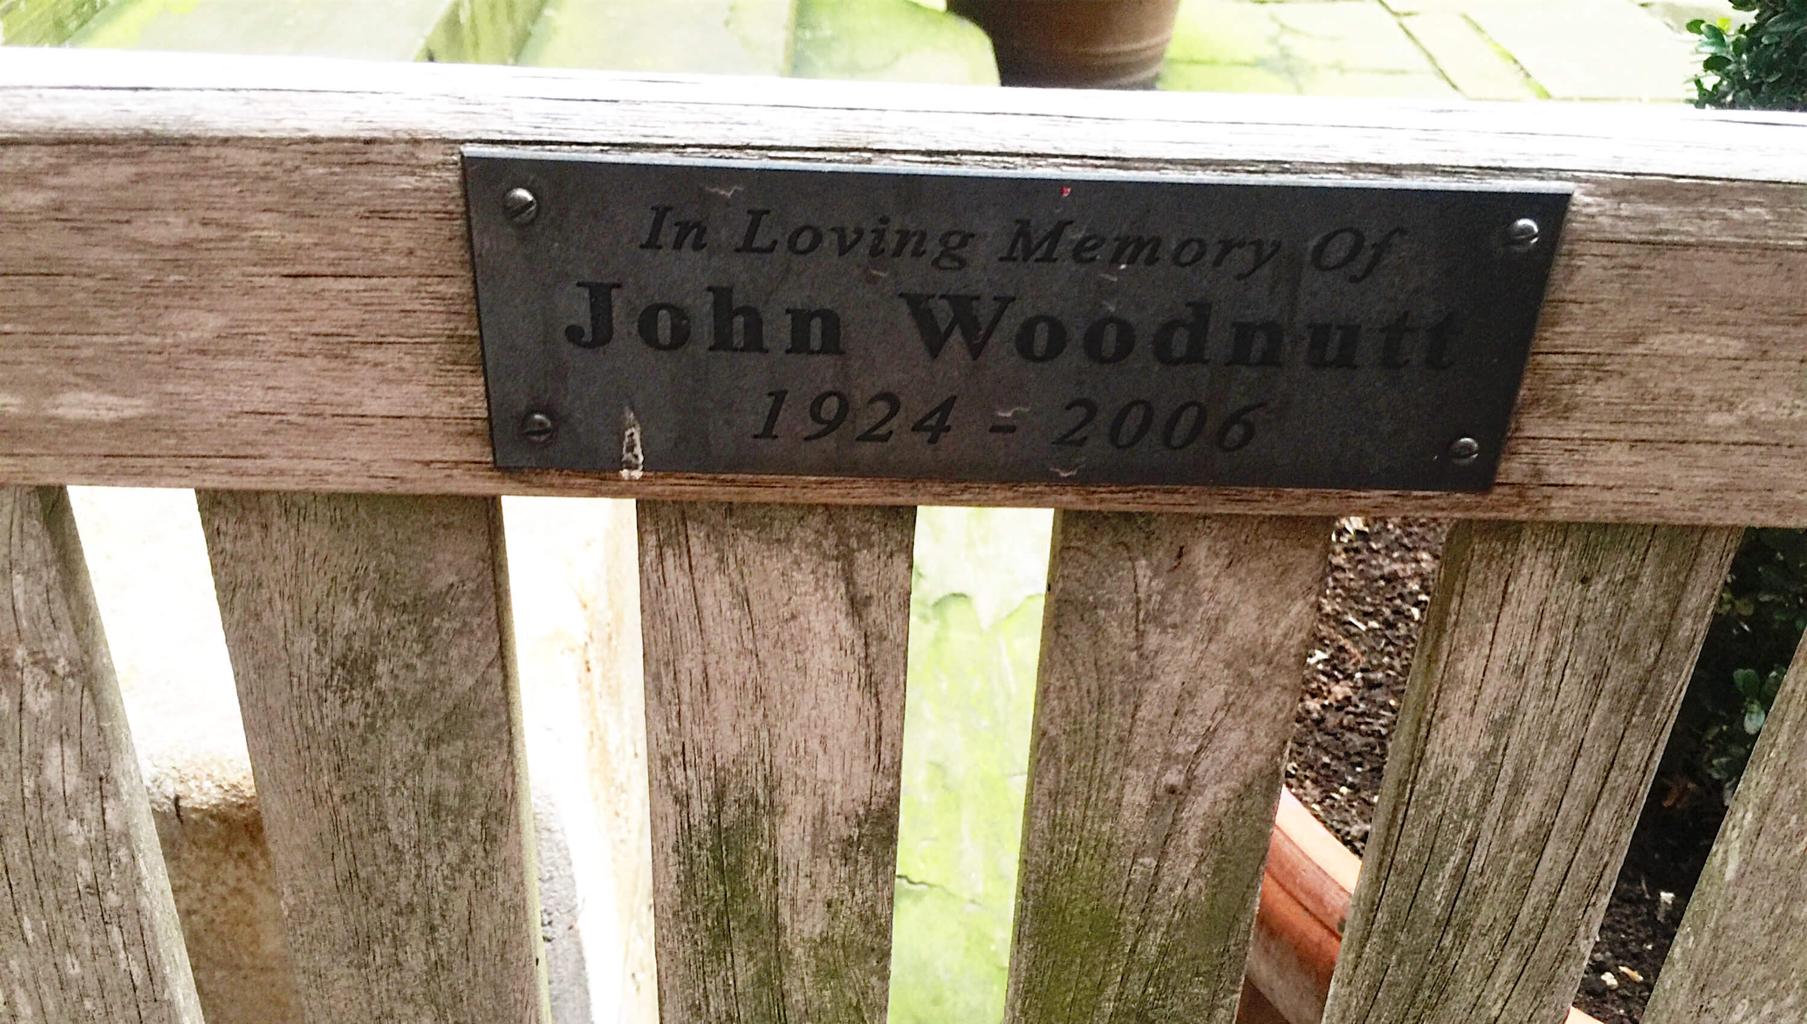 In Loving Memory Of
John Woodnutt
1924 - 2006